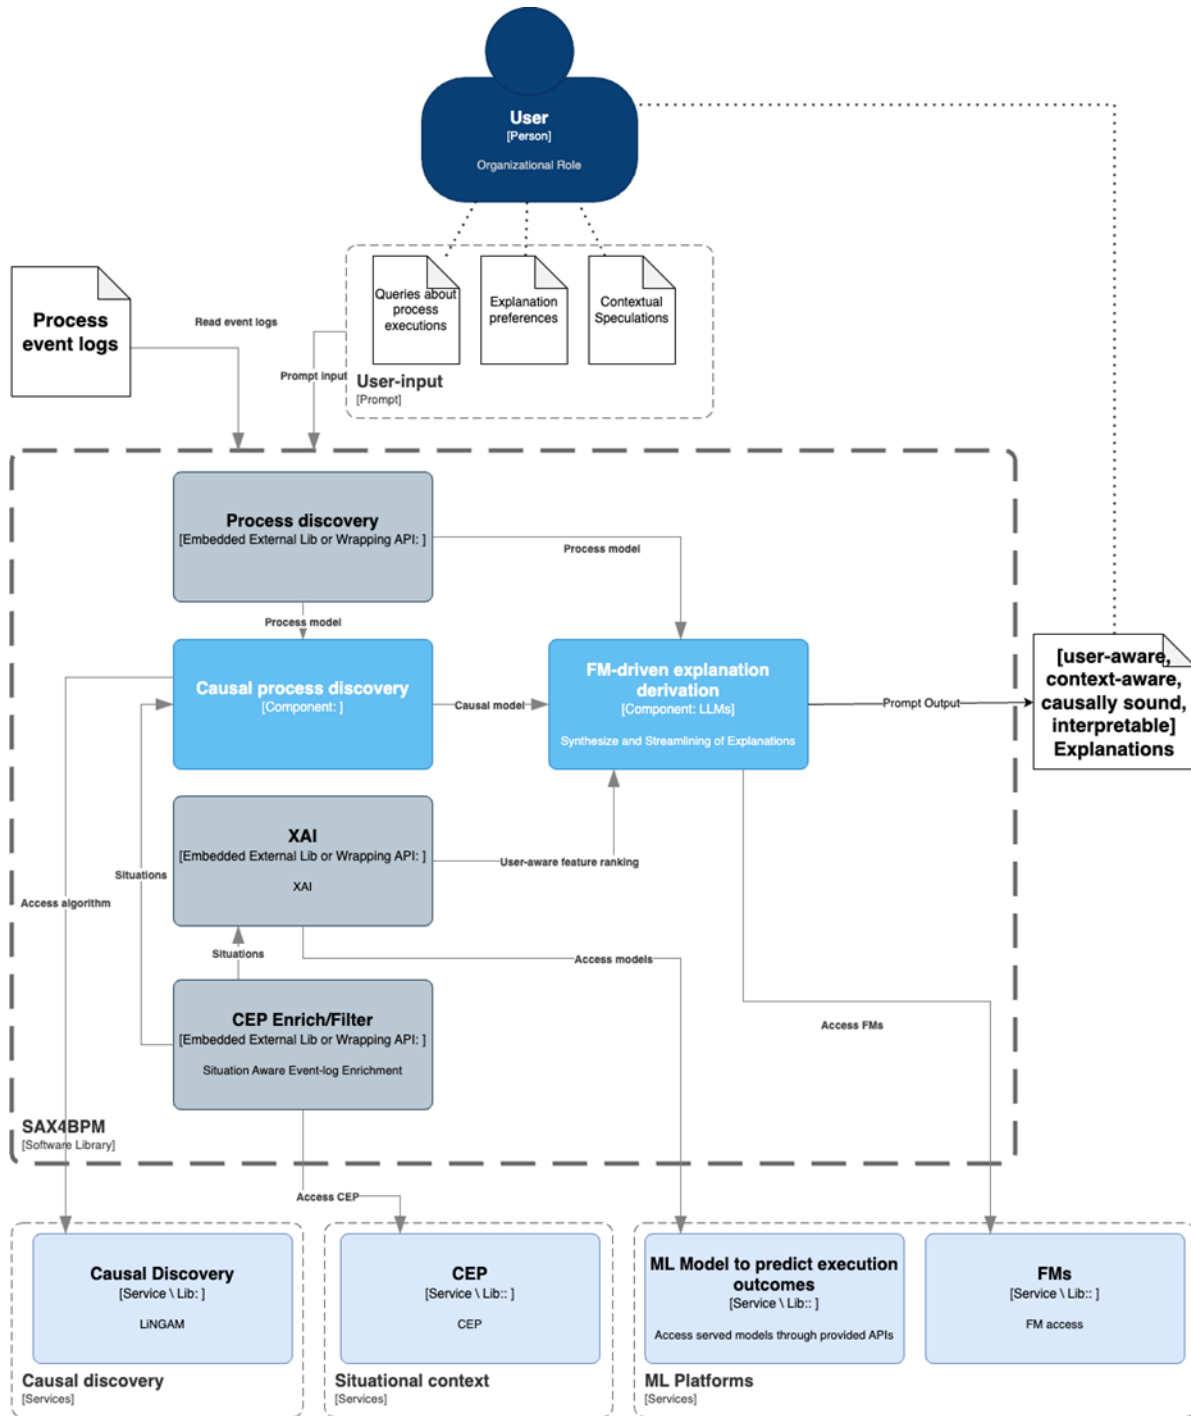 User
[Person]
Organizational Role
Process
event logs
Read event logs
Queries about
process
executions
Explanation
preferences
Contextual
Speculations
Prompt input
User-input
[Prompt]
Process discovery
[Embedded External Lib or Wrapping API: ]
Process model
Process model
Causal process discovery
[Component: ]
Causal model
FM-driven explanation
derivation
[Component: LLMs]
Synthesize and Streamlining of Explanations
Prompt Output
[user-aware,
context-aware,
causally sound,
interpretable]
Explanations
XAI
[Embedded External Lib or Wrapping API: ]
XAI
User-aware feature ranking
Situations
Access algorithm
Situations
Access models
CEP Enrich/Filter
[Embedded External Lib or Wrapping API: ]
Situation Aware Event-log Enrichment
Access FMs
SAX4BPM
[Software Library]
Access CEP
Causal Discovery
[Service \ Lib: ]
LiNGAM
Causal discovery
[Services]
CEP
[Service \ Lib:: ]
CEP
Situational context
[Services]
ML Model to predict execution
outcomes
[Service \ Lib:: ]
Access served models through provided APIs
FMs
[Service \ Lib:: ]
FM access
ML Platforms
[Services]